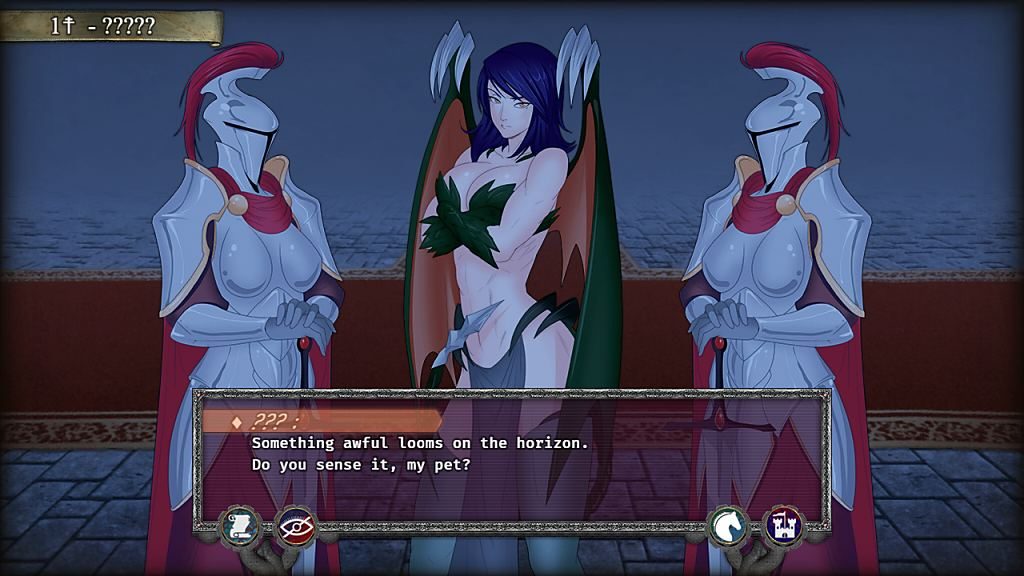 1† - ?????
??? :
Something awful looms on the horizon.
Do you sense it, my pet?